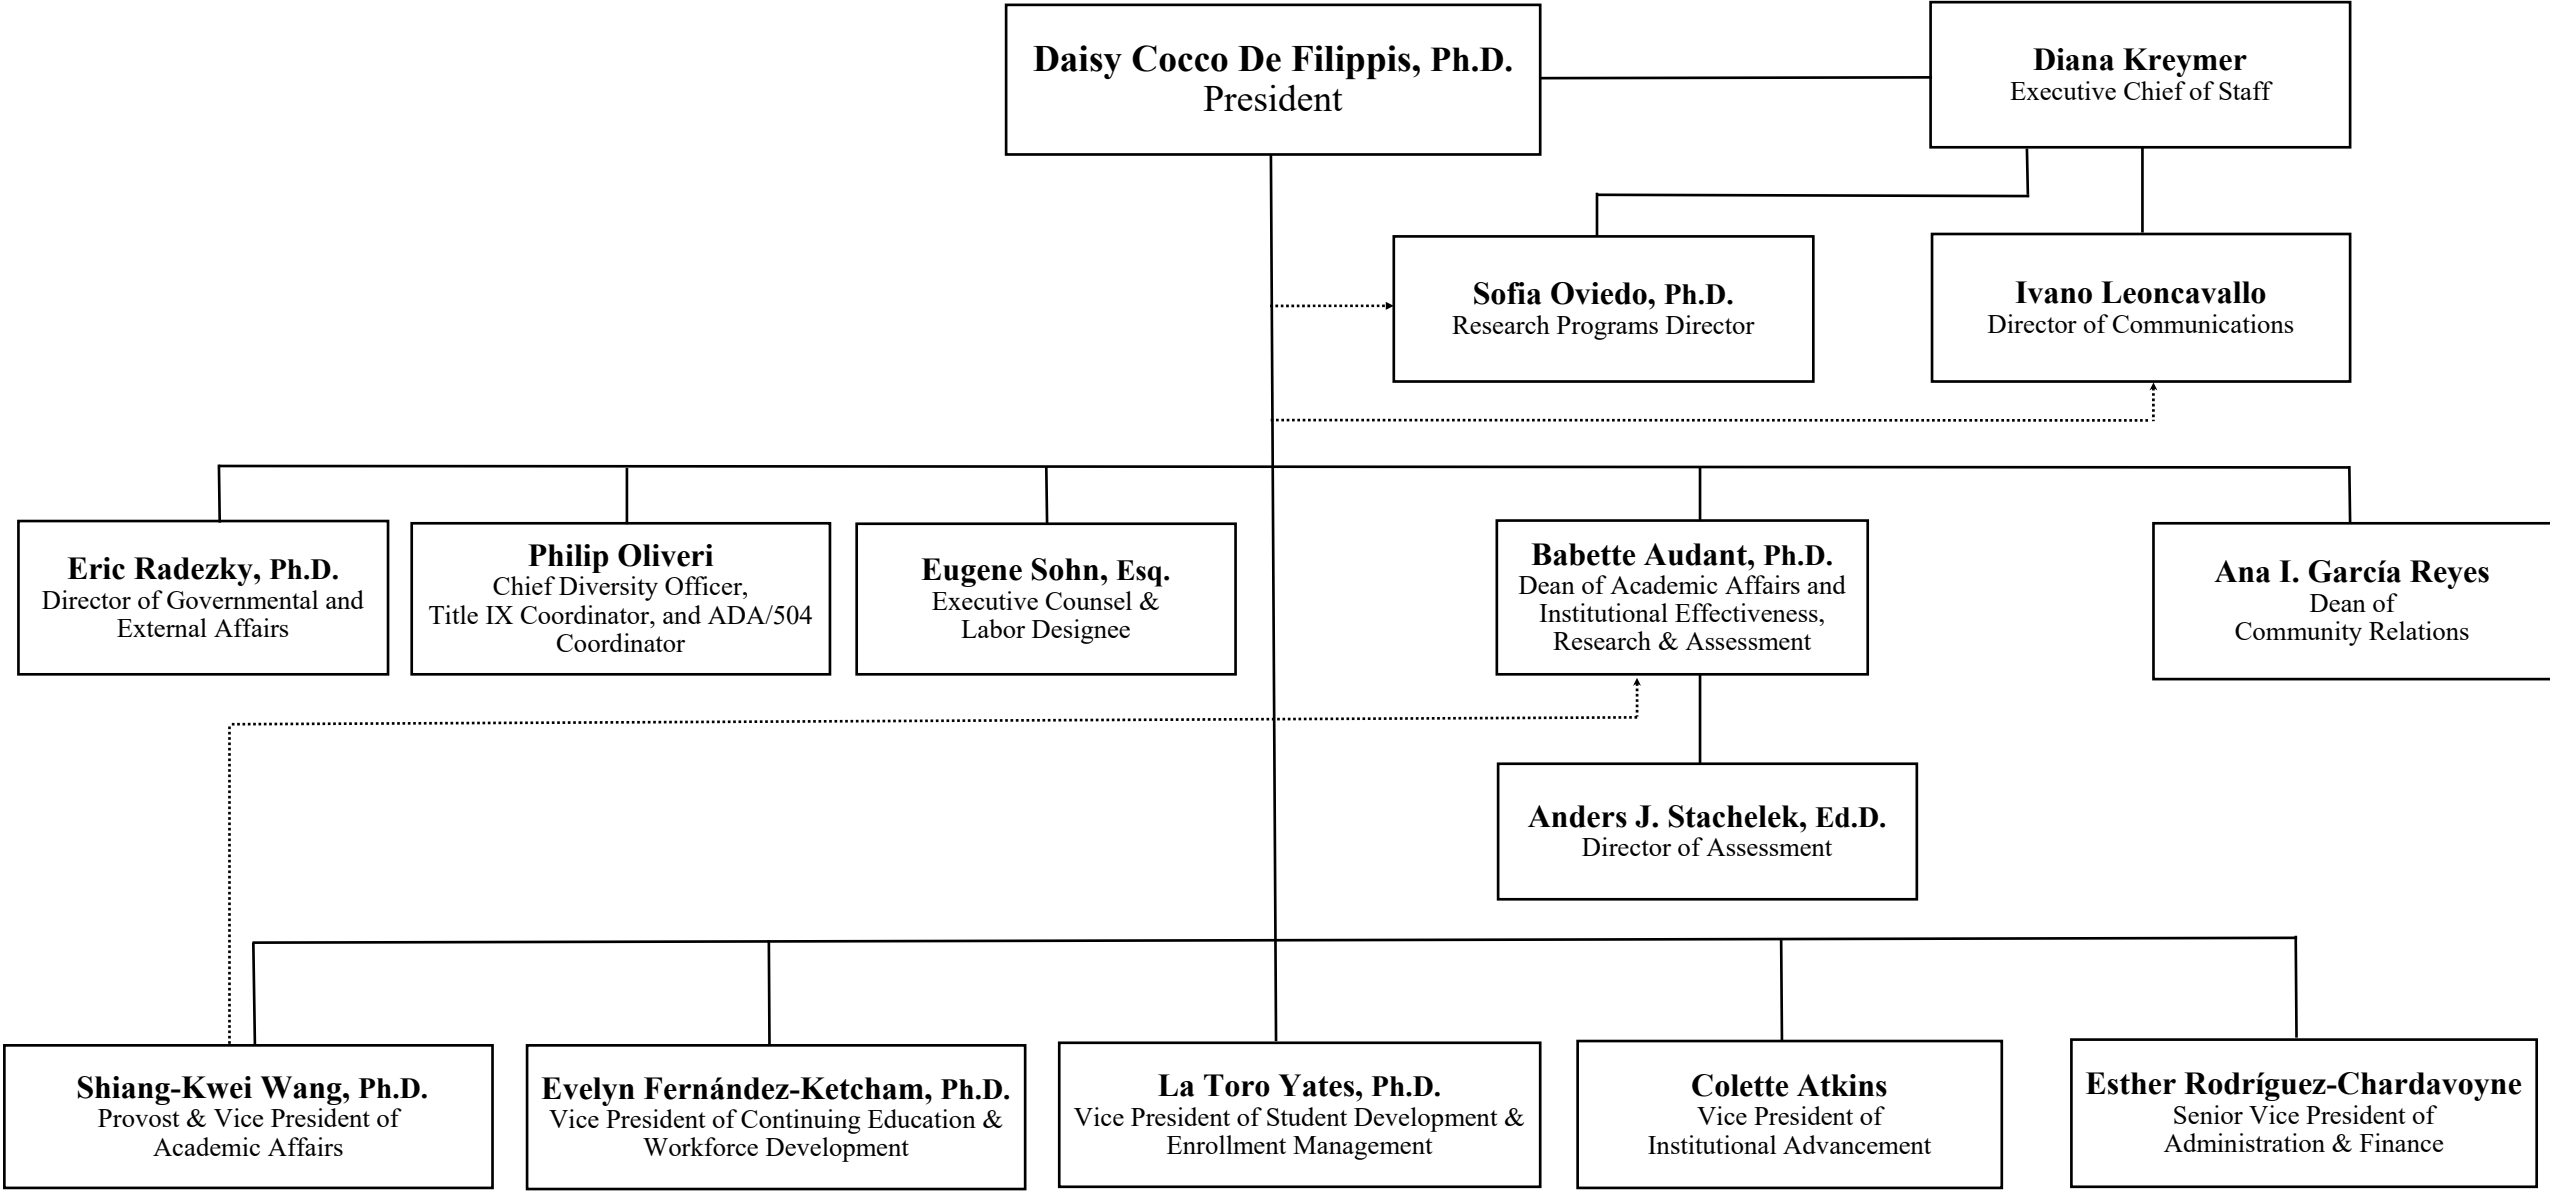 Daisy Cocco De Filippis, Ph.D.
President
Diana Kreymer
Executive Chief of Staff
Sofia Oviedo, Ph.D.
Research Programs Director
Ivano Leoncavallo
Director of Communications
Eric Radezky, Ph.D.
Director of Governmental and
External Affairs
Philip Oliveri
Chief Diversity Officer,
Title IX Coordinator, and ADA/504
Coordinator
Eugene Sohn, Esq.
Executive Counsel &
Labor Designee
Babette Audant, Ph.D.
Dean of Academic Affairs and
Institutional Effectiveness,
Research & Assessment
Ana I. García Reyes
Dean of
Community Relations
Anders J. Stachelek, Ed.D.
Director of Assessment
Shiang-Kwei Wang, Ph.D.
Provost & Vice President of
Academic Affairs
Evelyn Fernández-Ketcham, Ph.D.
Vice President of Continuing Education &
Workforce Development
La Toro Yates, Ph.D.
Vice President of Student Development &
Enrollment Management
Colette Atkins
Vice President of
Institutional Advancement
Esther Rodríguez-Chardavoyne
Senior Vice President of
Administration & Finance